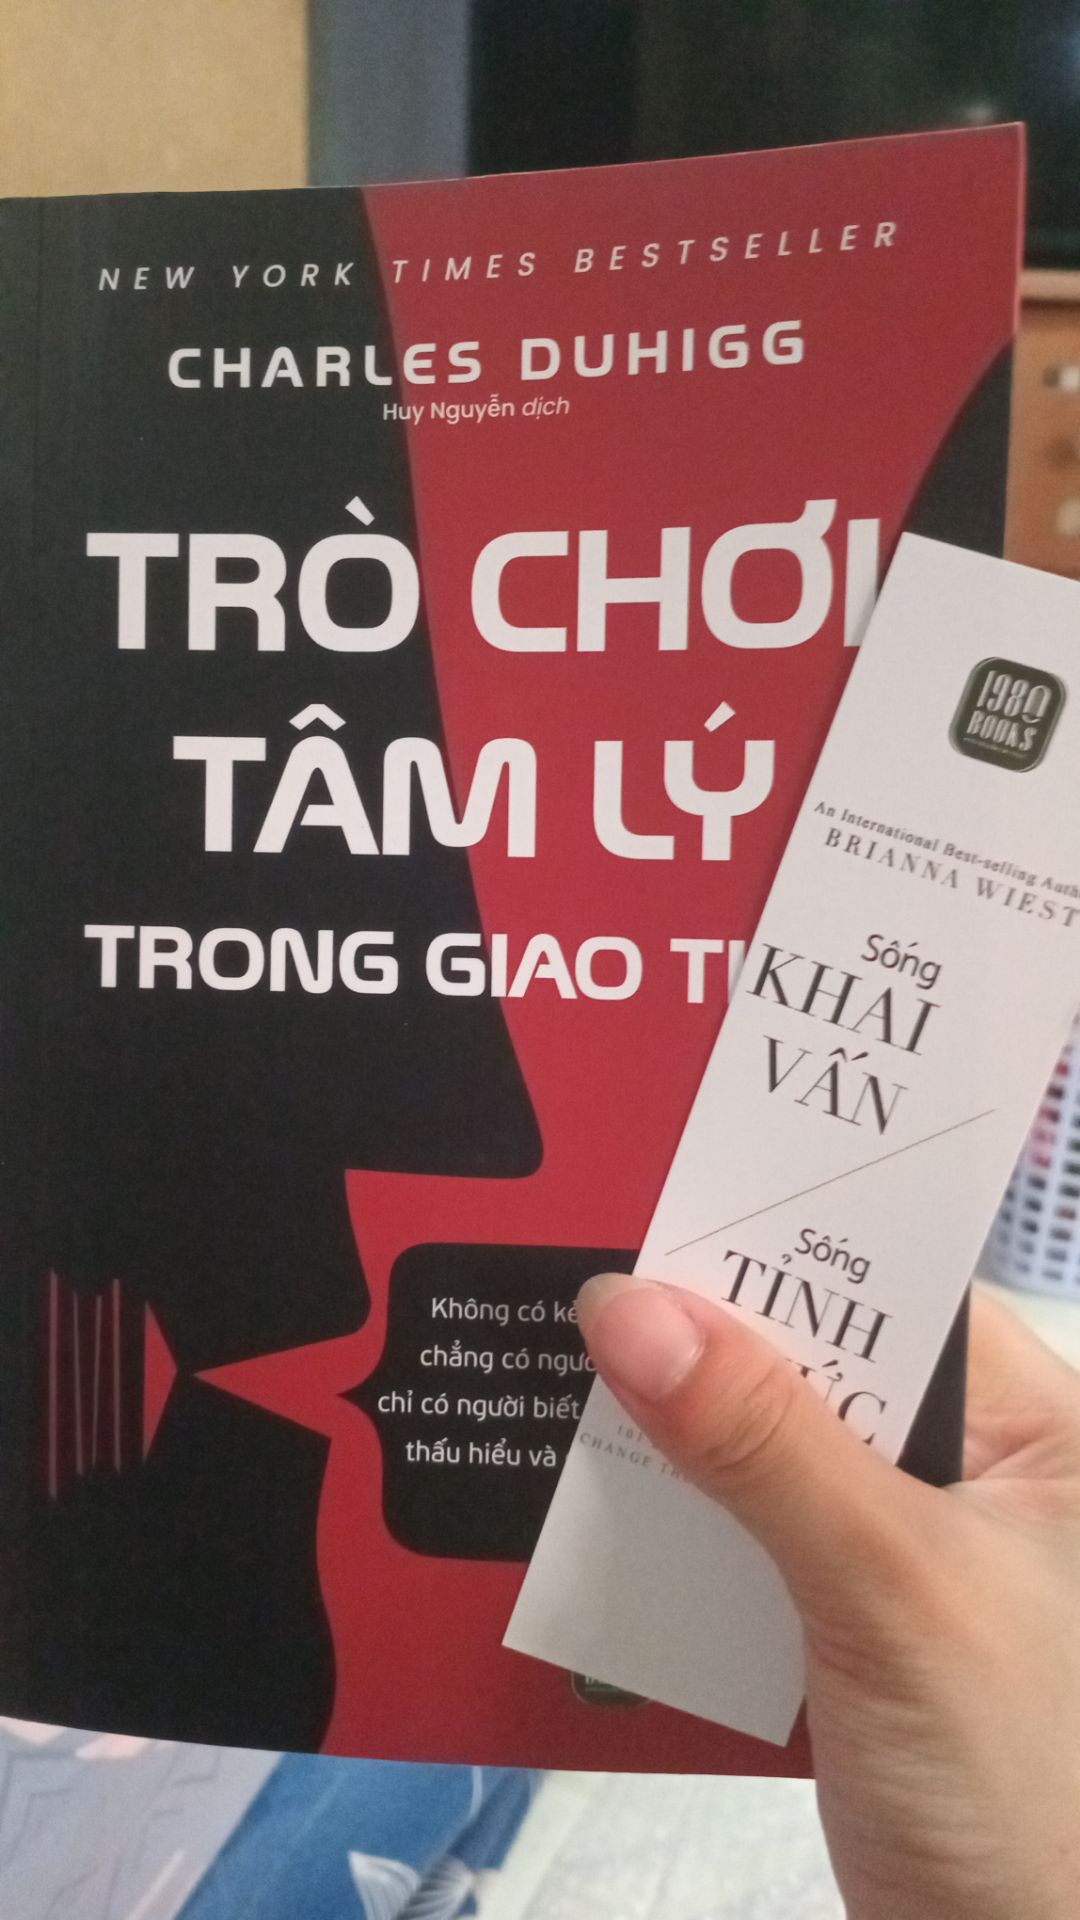 NEW YORK TIMES BESTSELLER
CHARLES DUHIGG
Huy Nguyễn dịch
TRÒ CHƠI
TÂM LÝ
TRONG GIAO
Không có
chẳng có
chỉ có người biết
thấu hiểu và
1980
BOOKS
An International Best-selling
BRIANNA WIEST
Sống
KHAI
VẤN
Sống
TỈNH
101
CHANGE